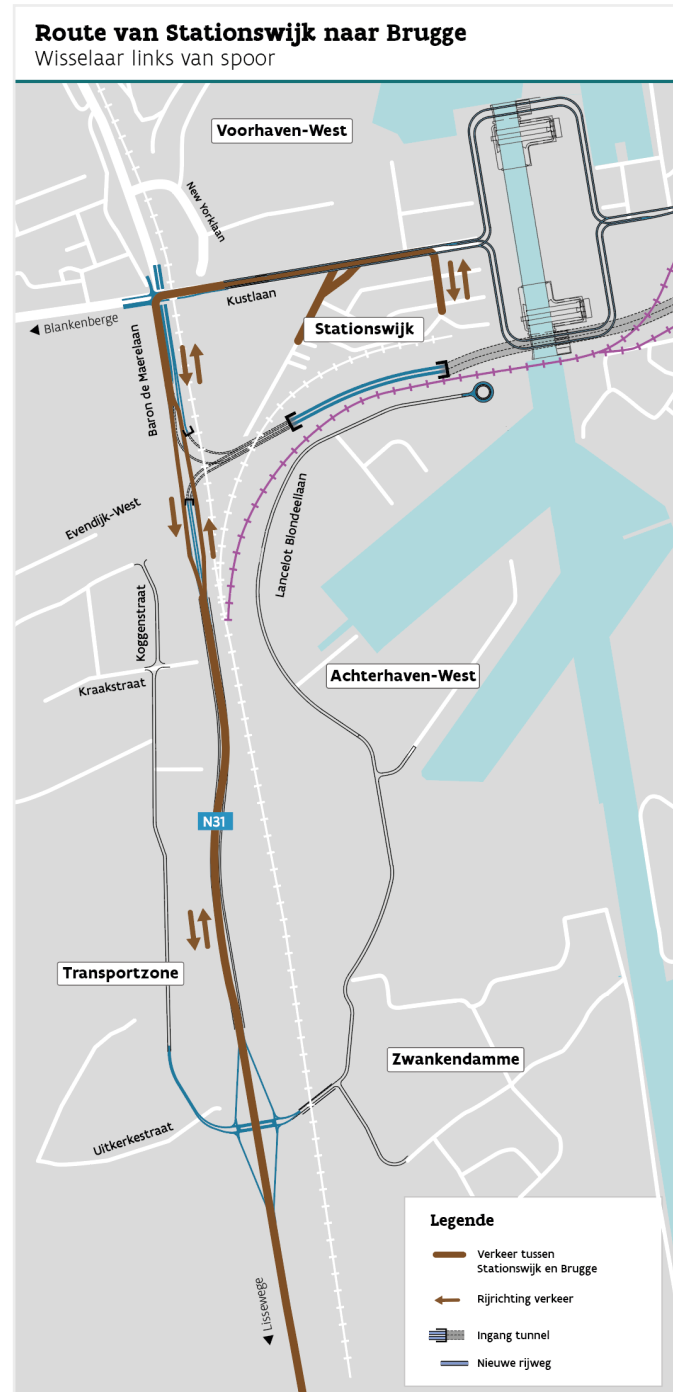 Route van Stationswijk naar Brugge
Wisselaar links van spoor
Voorhaven-West
New Yorklaan
Kustlaan
Blankenberge
Stationswijk
Baron de Maerelaan
Evendijk-West
Lancelot Blondeellaan
Koggenstraat
Kraakstraat
Achterhaven-West
N31
Transportzone
Zwankendamme
Uitkerkestraat
Lissewege
Legende
Verkeer tussen
Stationswijk en Brugge
Rijrichting verkeer
Ingang tunnel
Nieuwe rijweg